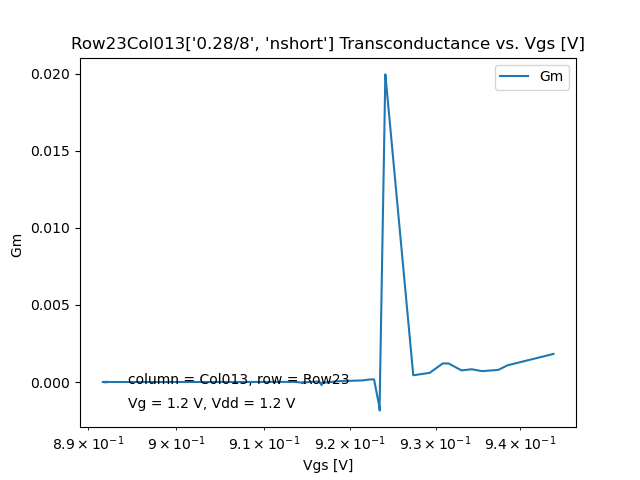 Row23Col013['0.28/8', 'nshort'] Transconductance vs. Vgs [V]
Gm
0.020
0.015
0.010
0.005
0.000
Gm
column = Col013, row = Row23
Vg = 1.2 V, Vdd = 1.2 V
8.9 × 10⁻¹ 9 × 10⁻¹ 9.1 × 10⁻¹ 9.2 × 10⁻¹ 9.3 × 10⁻¹ 9.4 × 10⁻¹
Vgs [V]